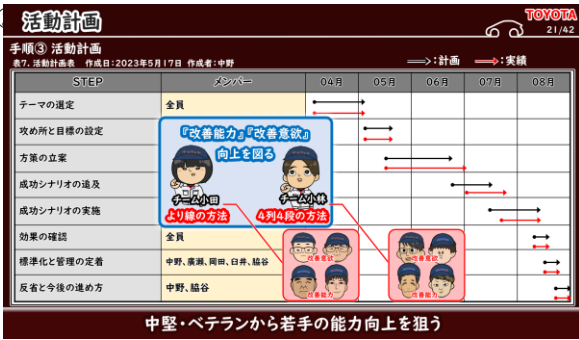 活動計画
TOYOTA
21/42
手順③ 活動計画
表7. 活動計画表 作成日:2023年5月17日 作成者:中野
:計画 :実績
STEP メンバー 04月 05月 06月 07月 08月
テーマの選定 全員
攻め所と目標の設定
方策の立案
成功シナリオの追及
成功シナリオの実施
『改善能力』『改善意欲』
向上を図る
チーム小田 チーム小林
より線の方法 4列4段の方法
効果の確認 全員
標準化と管理の定着 中野、廣瀬、岡田、臼井、脇谷
反省と今後の進め方 中野、脇谷
改善意欲 改善意欲
改善能力 改善能力
中堅・ベテランから若手の能力向上を狙う